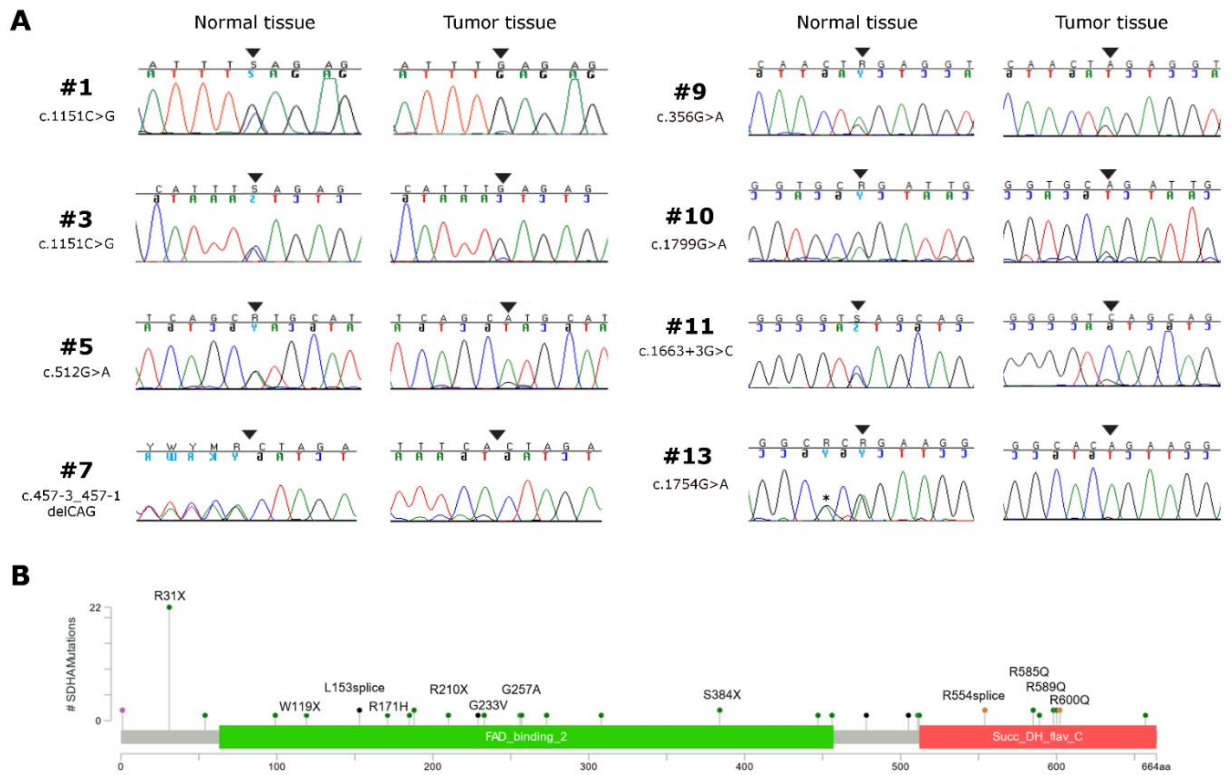 A
Normal tissue
Tumor tissue
Normal tissue
Tumor tissue
#1
c.1151C>G
A T T T S A G A G
A T T T G A G A G
#3
c.1151C>G
C A T T T S A G A G
C A T T T G A G A G
#5
c.512G>A
#7
c.457-3_457-1
delCAG
Y W Y M R C T A G A
T T T C A C T A G A
#9
c.356G>A
#10
c.1799G>A
G G T G C R G A T T G
G G T G C A G A T T G
#11
c.1663+3G>C
#13
c.1754G>A
G G C R C R G A A G G
G G C A C A G A A G G
*
B
# SDHAMutations
22
0
R31X
W119X
L153splice
R171H
R210X
G233V
G257A
S384X
R554splice
R585Q
R589Q
R600Q
FAD_binding_2
Succ_DH_flav_C
0
100
200
300
400
500
600
664aa